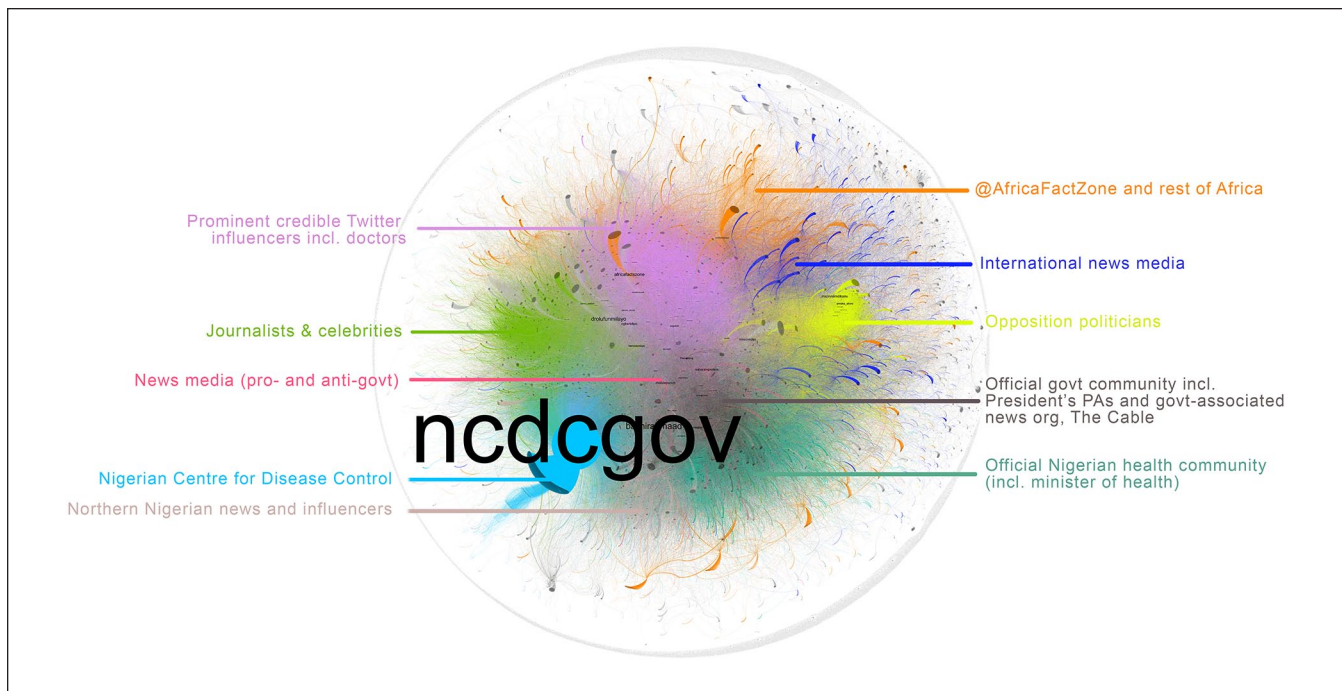 Prominent credible Twitter
influencers incl. doctors
Journalists & celebrities
News media (pro- and anti-govt)
ncdcgov
Nigerian Centre for Disease Control
Northern Nigerian news and influencers
@AfricaFactZone and rest of Africa
International news media
Opposition politicians
Official govt community incl.
President's PAs and govt-associated
news org, The Cable
Official Nigerian health community
(incl. minister of health)
africafactszone
drolufunmilayo